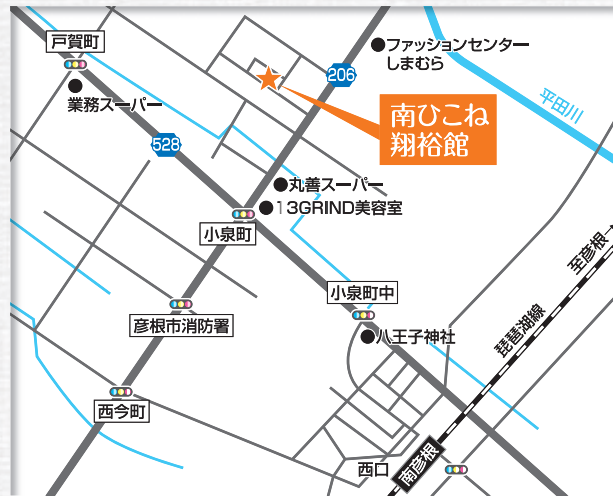 戸賀町
業務スーパー
ファッションセンター
しまむら
206
平田川
南ひこね
翔裕館
528
丸善スーパー
13GRIND美容室
小泉町
至彦根
小泉町中
琵琶湖線
彦根市消防署
八王子神社
西今町
西口
南彦根